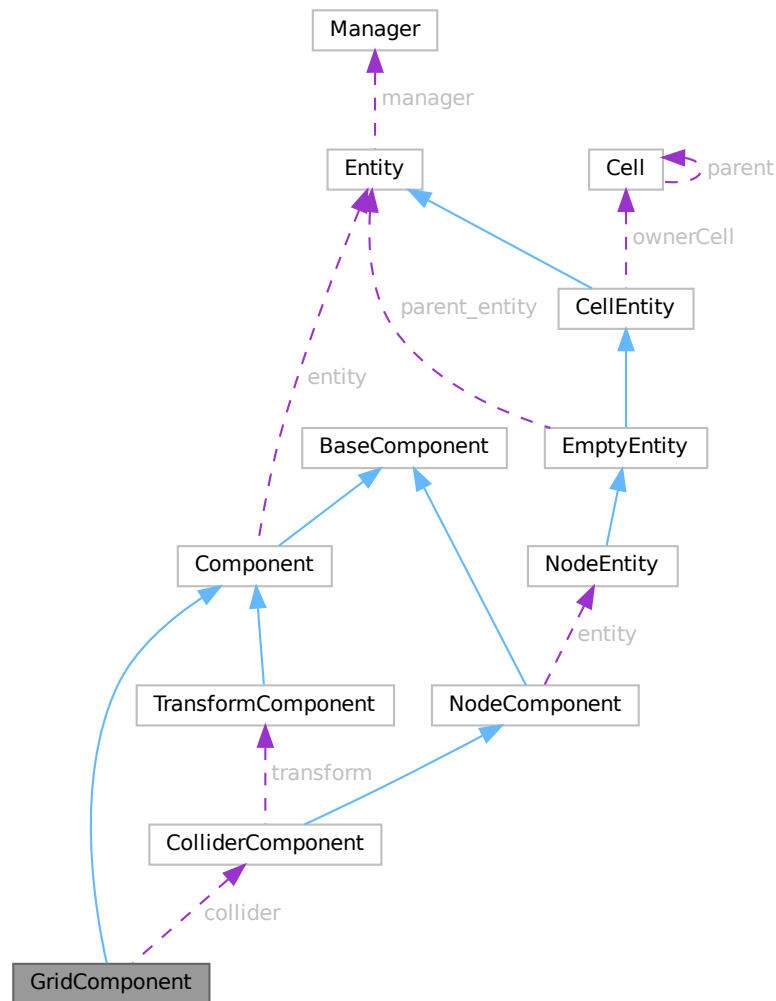 Manager
manager
Entity
Cell
parent
ownerCell
CellEntity
parent_entity
entity
BaseComponent
EmptyEntity
Component
NodeEntity
entity
TransformComponent
NodeComponent
transform
ColliderComponent
collider
GridComponent